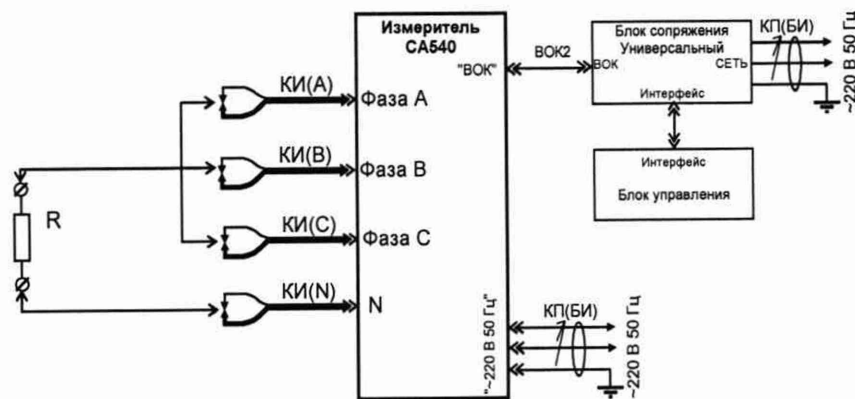 Измеритель
СА540
"ВОК"
ВОК2
Блок сопряжения
Универсальный
ВОК
СЕТЬ
Интерфейс
КП(БИ)
~220 В 50 Гц
Интерфейс
Блок управления
КИ(А)
Фаза А
КИ(В)
Фаза В
КИ(С)
Фаза С
КИ(N)
N
R
"~220 В 50 Гц"
КП(БИ)
~220 В 50 Гц